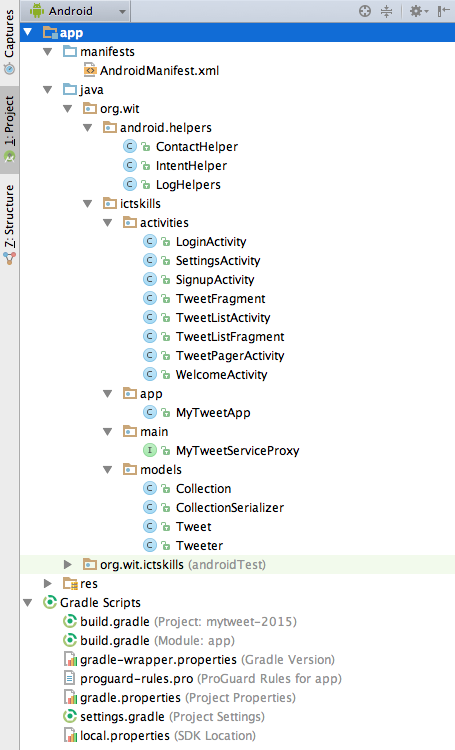 Android
Captures
1: Project
Z: Structure
app
manifests
AndroidManifest.xml
java
org.wit
android.helpers
ContactHelper
IntentHelper
LogHelpers
ictskills
activities
LoginActivity
SettingsActivity
SignupActivity
TweetFragment
TweetListActivity
TweetListFragment
TweetPagerActivity
WelcomeActivity
app
MyTweetApp
main
MyTweetServiceProxy
models
Collection
CollectionSerializer
Tweet
Tweeter
org.wit.ictskills (androidTest)
res
Gradle Scripts
build.gradle (Project: mytweet-2015)
build.gradle (Module: app)
gradle-wrapper.properties (Gradle Version)
proguard-rules.pro (ProGuard Rules for app)
gradle.properties (Project Properties)
settings.gradle (Project Settings)
local.properties (SDK Location)